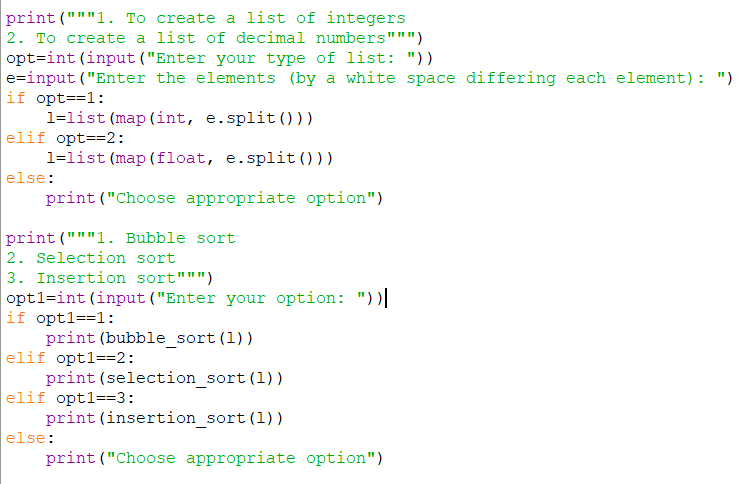 print("""1. To create a list of integers
2. To create a list of decimal numbers""")
opt=int(input("Enter your type of list: "))
e=input("Enter the elements (by a white space differing each element): ")
if opt==1:
    l=list(map(int, e.split()))
elif opt==2:
    l=list(map(float, e.split()))
else:
    print("Choose appropriate option")

print("""1. Bubble sort
2. Selection sort
3. Insertion sort""")
opt1=int(input("Enter your option: "))
if opt1==1:
    print(bubble_sort(l))
elif opt1==2:
    print(selection_sort(l))
elif opt1==3:
    print(insertion_sort(l))
else:
    print("Choose appropriate option")